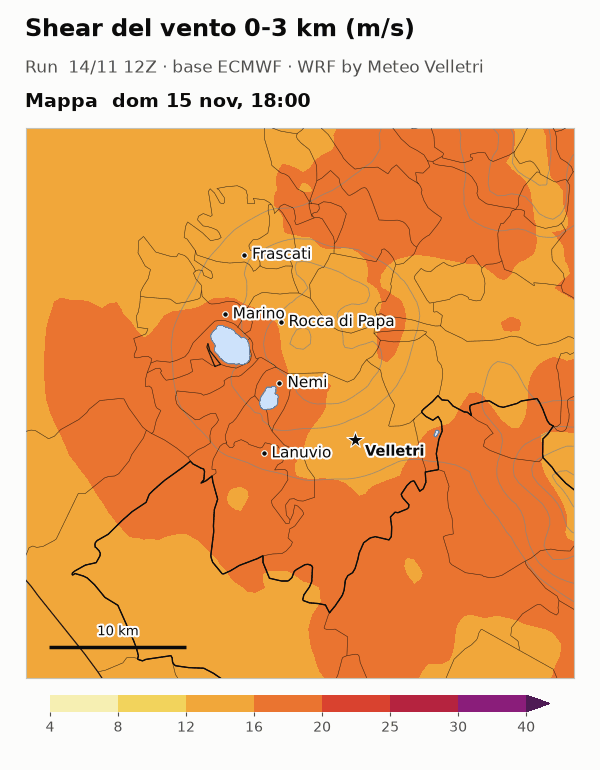 Shear del vento 0-3 km (m/s)
Run  14/11 12Z · base ECMWF · WRF by Meteo Velletri
Mappa  dom 15 nov, 18:00
Frascati
Marino
Rocca di Papa
Nemi
Velletri
Lanuvio
10 km
4 8 12 16 20 25 30 40